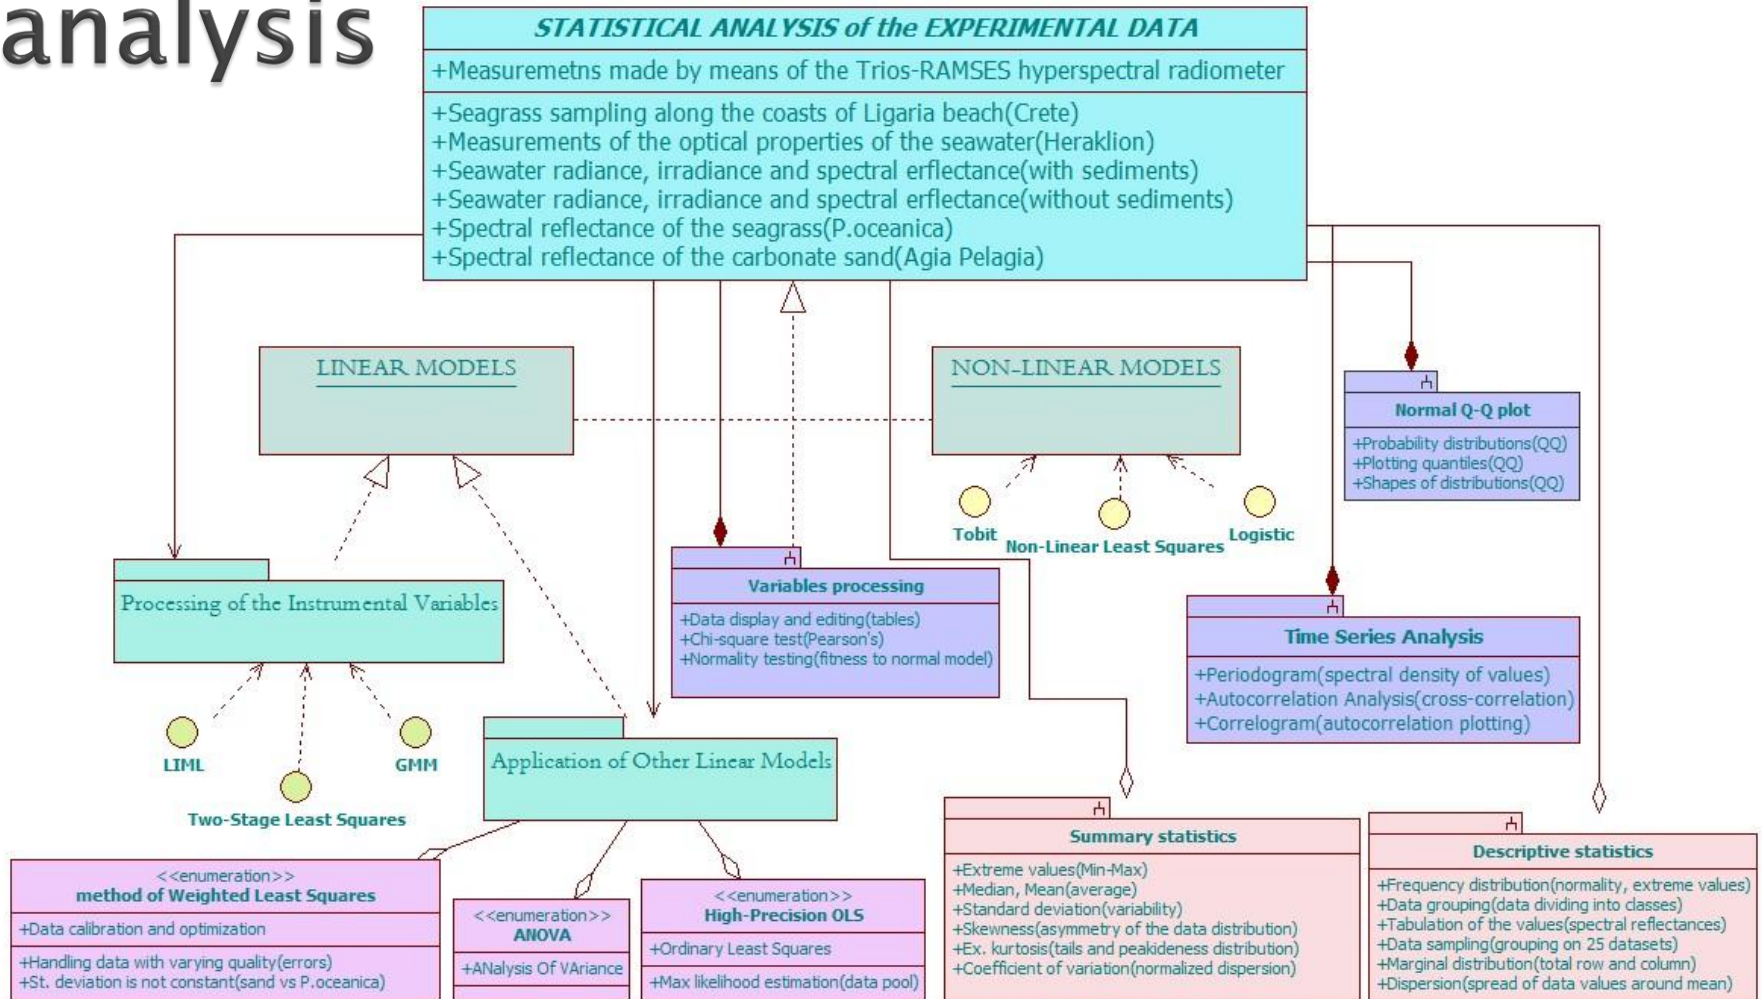 analysis
STATISTICAL ANALYSIS of the EXPERIMENTAL DATA
+Measuremetns made by means of the Trios-RAMSES hyperspectral radiometer
+Seagrass sampling along the coasts of Ligaria beach(Crete)
+Measurements of the optical properties of the seawater(Heraklion)
+Seawater radiance, irradiance and spectral erflectance(with sediments)
+Seawater radiance, irradiance and spectral erflectance(without sediments)
+Spectral reflectance of the seagrass(P.oceanica)
+Spectral reflectance of the carbonate sand(Agia Pelagia)
LINEAR MODELS
NON-LINEAR MODELS
Normal Q-Q plot
+Probability distributions(QQ)
+Plotting quantiles(QQ)
+Shapes of distributions(QQ)
Tobit
Non-Linear Least Squares
Logistic
Processing of the Instrumental Variables
Variables processing
+Data display and editing(tables)
+Chi-square test(Pearson's)
+Normality testing(fitness to normal model)
Time Series Analysis
+Periodogram(spectral density of values)
+Autocorrelation Analysis(cross-correlation)
+Correlogram(autocorrelation plotting)
LIML
GMM
Two-Stage Least Squares
Application of Other Linear Models
<<enumeration>>
method of Weighted Least Squares
+Data calibration and optimization
+Handling data with varying quality(errors)
+St. deviation is not constant(sand vs P.oceanica)
<<enumeration>>
ANOVA
+ANalysis Of VAriance
<<enumeration>>
High-Precision OLS
+Ordinary Least Squares
+Max likelihood estimation(data pool)
Summary statistics
+Extreme values(Min-Max)
+Median, Mean(average)
+Standard deviation(variability)
+Skewness(asymmetry of the data distribution)
+Ex. kurtosis(tails and peakideness distribution)
+Coefficient of variation(normalized dispersion)
Descriptive statistics
+Frequency distribution(normality, extreme values)
+Data grouping(data dividing into classes)
+Tabulation of the values(spectral reflectances)
+Data sampling(grouping on 25 datasets)
+Marginal distribution(total row and column)
+Dispersion(spread of data values around mean)